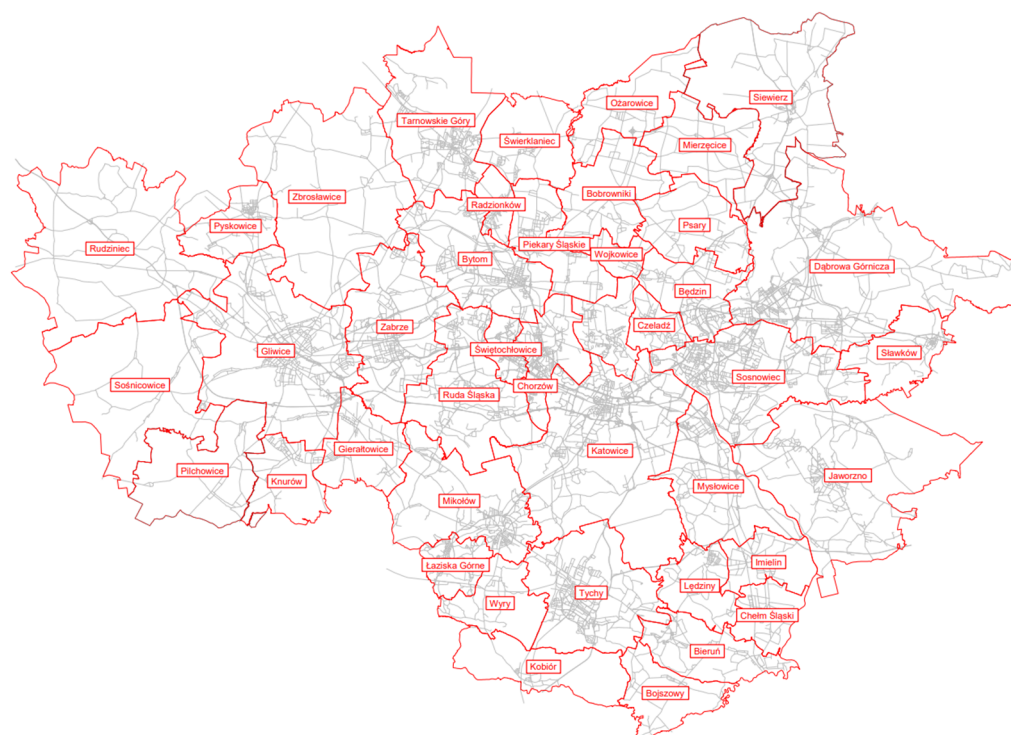 Siewierz
Ożarowice
Tarnowskie Góry
Świerklaniec
Mierzęcice
Zbrosławice
Bobrowniki
Radzionków
Pyskowice
Psary
Rudziniec
Piekary Śląskie
Wojkowice
Bytom
Dąbrowa Górnicza
Będzin
Zabrze
Czeladź
Gliwice
Świętochłowice
Sławków
Sosnowiec
Sośnicowice
Chorzów
Ruda Śląska
Gierałtowice
Katowice
Pilchowice
Jaworzno
Knurów
Mysłowice
Mikołów
Imielin
Łaziska Górne
Lędziny
Tychy
Wyry
Chełm Śląski
Bieruń
Kobiór
Bojszowy